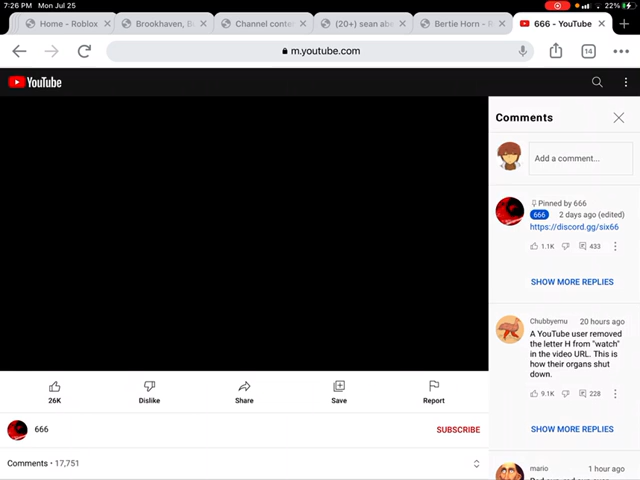 7:26 PM Mon Jul 25
22%
Home - Roblox
Brookhaven, B
Channel conte
(20+) sean abe
Bertie Horn - R
666 - YouTube
m.youtube.com
14
YouTube
Comments
Add a comment...
Pinned by 666
666 2 days ago (edited)
https://discord.gg/six66
1.1K 433
SHOW MORE REPLIES
Chubbyemu 20 hours ago
A YouTube user removed
the letter H from "watch"
in the video URL. This is
how their organs shut
down.
9.1K 228
SHOW MORE REPLIES
mario 1 hour ago
26K
Dislike
Share
Save
Report
666
SUBSCRIBE
Comments • 17,751